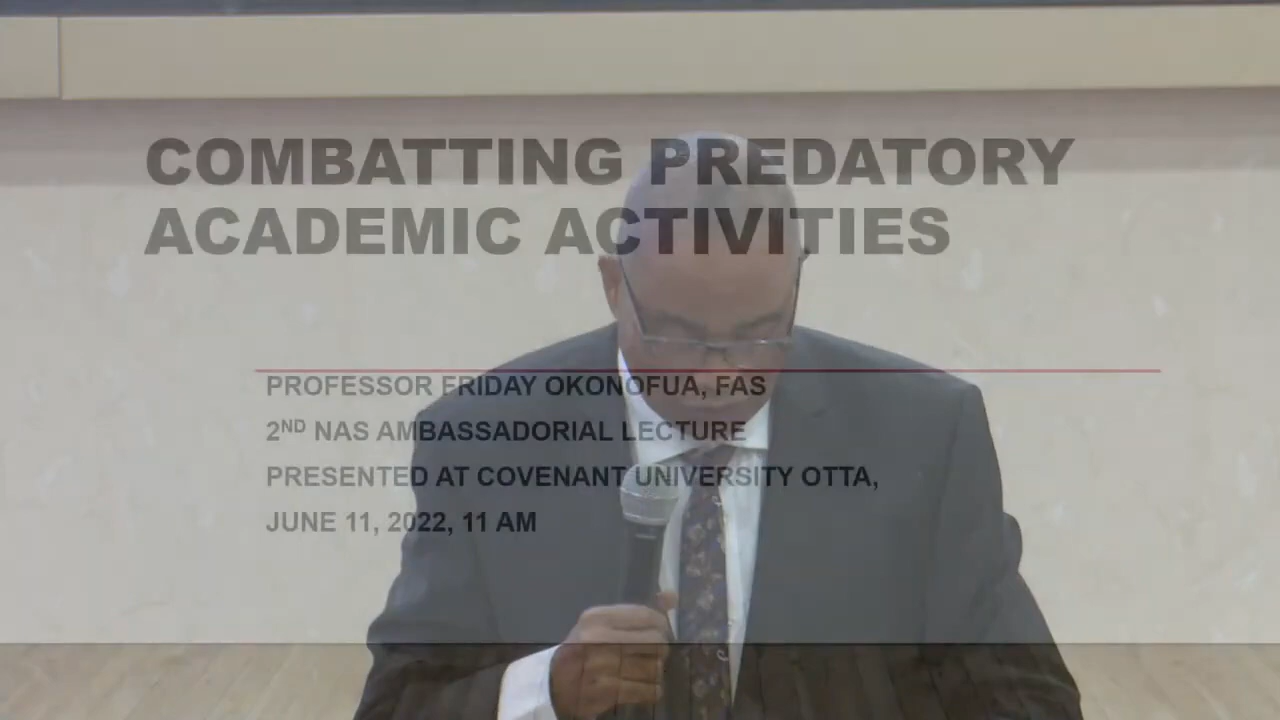 COMBATTING PREDATORY
ACADEMIC ACTIVITIES
PROFESSOR FRIDAY OKONOFUA, FAS
2ND NAS AMBASSADORIAL LECTURE
PRESENTED AT COVENANT UNIVERSITY OTTA,
JUNE 11, 2022, 11 AM